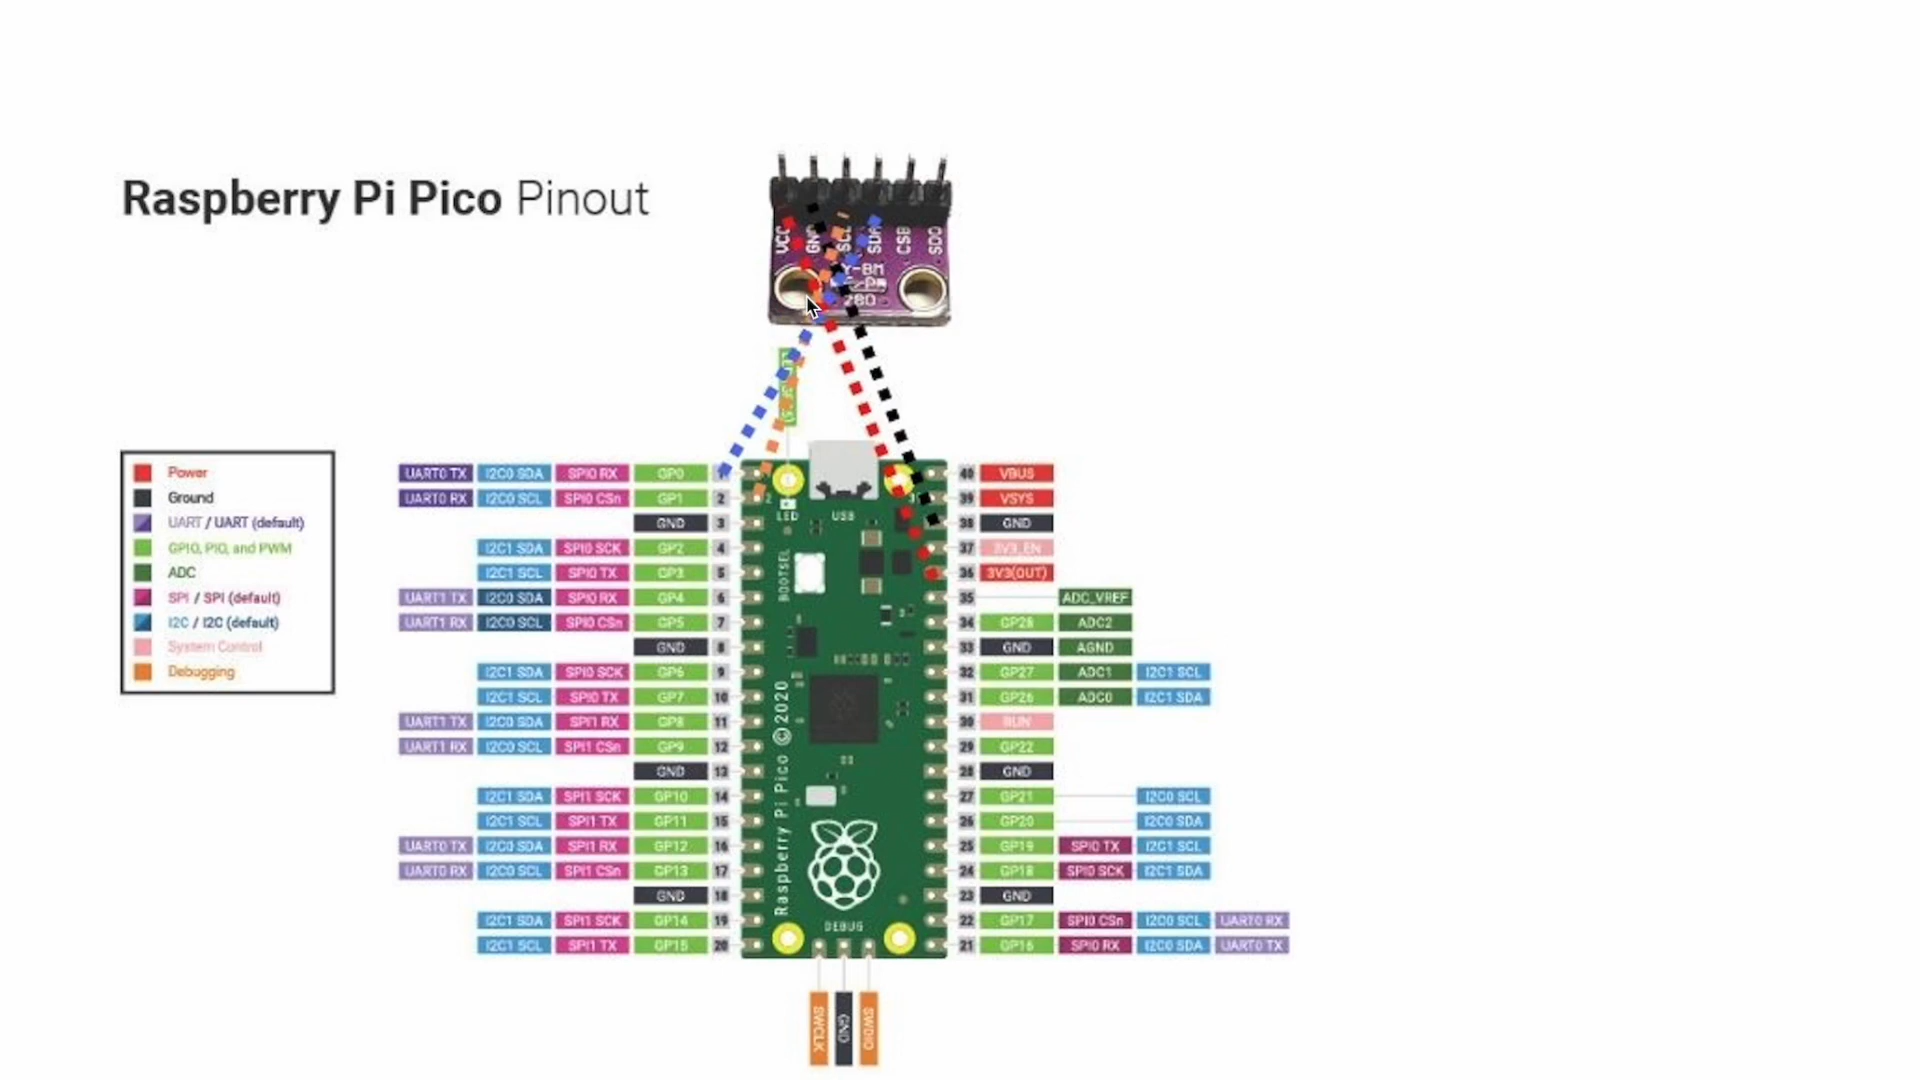 Raspberry Pi Pico Pinout
VCC GND SCL SDA CSB SDO
280
Power
Ground
UART / UART (default)
GPIO, PIO, and PWM
ADC
SPI / SPI (default)
I2C / I2C (default)
System Control
Debugging
UART0 TX I2C0 SDA SPI0 RX GP0 1 40 VBUS
UART0 RX I2C0 SCL SPI0 CSn GP1 2 39 VSYS
GND 3 38 GND
I2C1 SDA SPI0 SCK GP2 4 37 3V3_EN
I2C1 SCL SPI0 TX GP3 5 36 3V3(OUT)
UART1 TX I2C0 SDA SPI0 RX GP4 6 35 ADC_VREF
UART1 RX I2C0 SCL SPI0 CSn GP5 7 34 GP28 ADC2
GND 8 33 GND AGND
I2C1 SDA SPI0 SCK GP6 9 32 GP27 ADC1 I2C1 SCL
I2C1 SCL SPI0 TX GP7 10 31 GP26 ADC0 I2C1 SDA
UART1 TX I2C0 SDA SPI1 RX GP8 11 30 RUN
UART1 RX I2C0 SCL SPI1 CSn GP9 12 29 GP22
GND 13 28 GND
I2C1 SDA SPI1 SCK GP10 14 27 GP21 I2C0 SCL
I2C1 SCL SPI1 TX GP11 15 26 GP20 I2C0 SDA
UART0 TX I2C0 SDA SPI1 RX GP12 16 25 GP19 SPI0 TX I2C1 SCL
UART0 RX I2C0 SCL SPI1 CSn GP13 17 24 GP18 SPI0 SCK I2C1 SDA
GND 18 23 GND
I2C1 SDA SPI1 SCK GP14 19 22 GP17 SPI0 CSn I2C0 SCL UART0 RX
I2C1 SCL SPI1 TX GP15 20 21 GP16 SPI0 RX I2C0 SDA UART0 TX
LED USB
BOOTSEL
Raspberry Pi Pico © 2020
DEBUG
SWCLK GND SWDIO